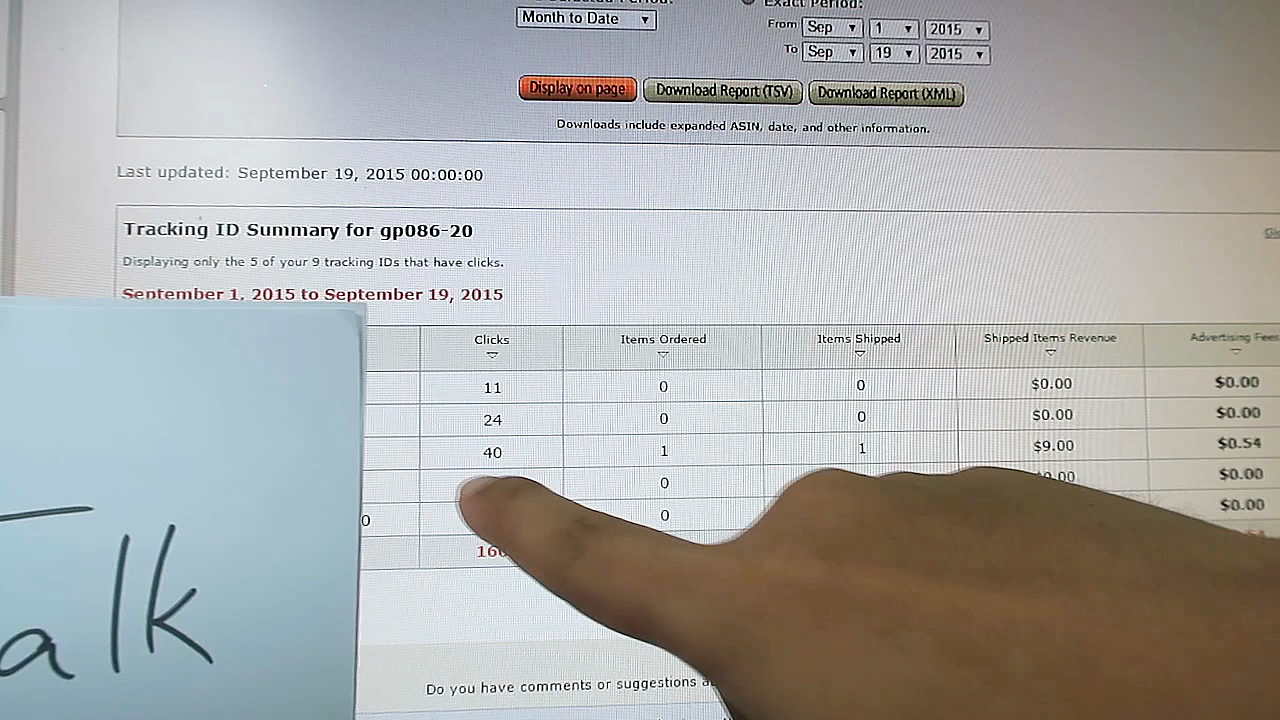 Exact Period:
Month to Date
From Sep 1 2015
To Sep 19 2015
Display on page Download Report (TSV) Download Report (XML)
Downloads include expanded ASIN, date, and other information.
Last updated: September 19, 2015 00:00:00
Tracking ID Summary for gp086-20
Displaying only the 5 of your 9 tracking IDs that have clicks.
September 1, 2015 to September 19, 2015
Clicks Items Ordered Items Shipped Shipped Items Revenue Advertising Fees
11 0 0 $0.00 $0.00
24 0 0 $0.00 $0.00
40 1 1 $9.00 $0.54
0 $0.00
0 0 $0.00
Talk
Do you have comments or suggestions